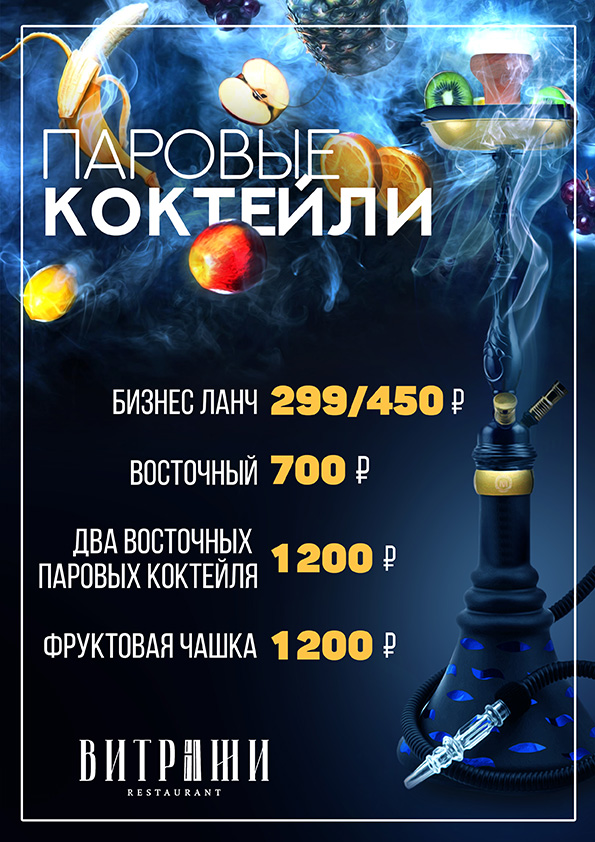 ПАРОВЫЕ
КОКТЕЙЛИ
БИЗНЕС ЛАНЧ 299/450 ₽
ВОСТОЧНЫЙ 700 ₽
ДВА ВОСТОЧНЫХ
ПАРОВЫХ КОКТЕЙЛЯ 1200 ₽
ФРУКТОВАЯ ЧАШКА 1200 ₽
ВИТРАЖИ
RESTAURANT